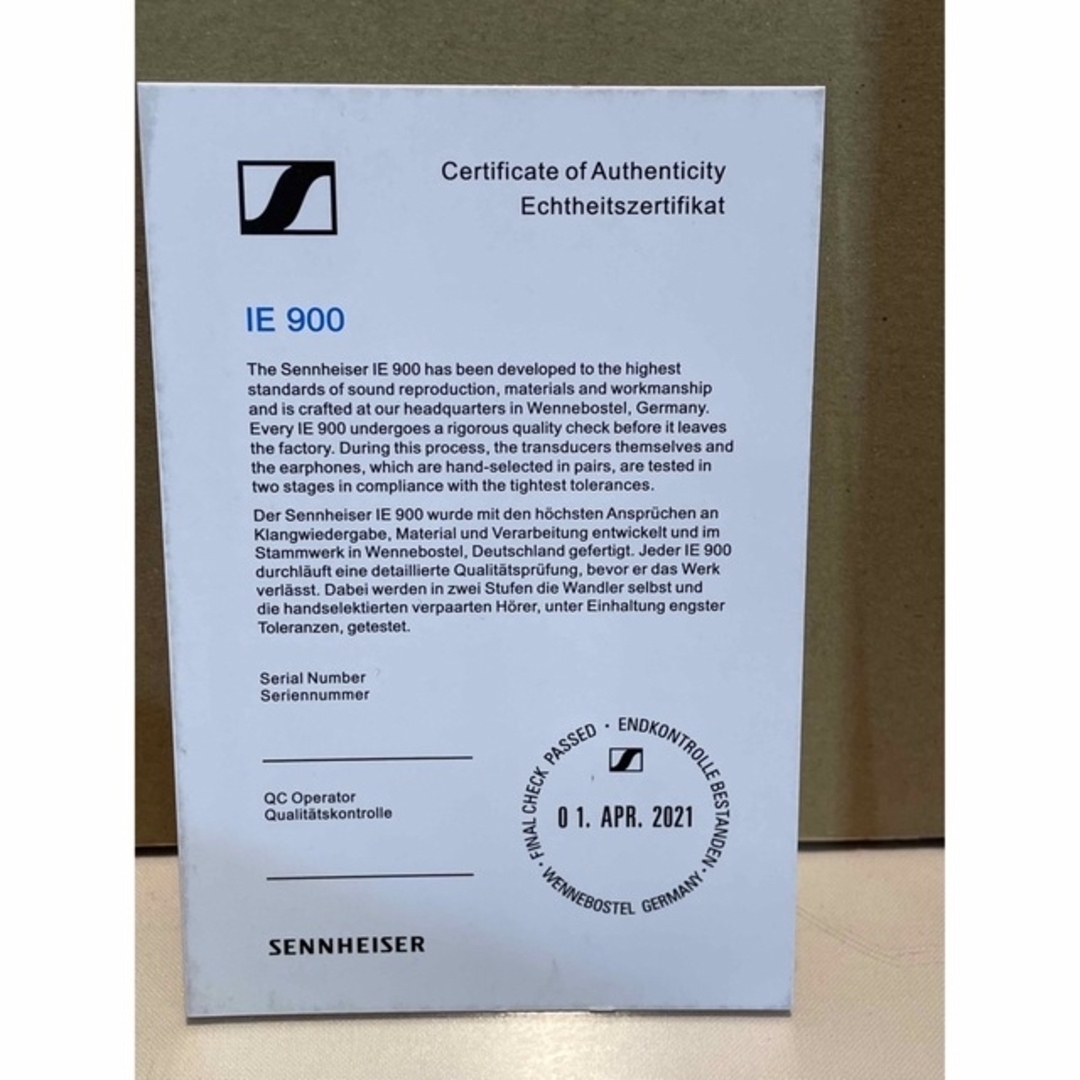 Certificate of Authenticity
Echtheitszertifikat
IE 900
The Sennheiser IE 900 has been developed to the highest
standards of sound reproduction, materials and workmanship
and is crafted at our headquarters in Wennebostel, Germany.
Every IE 900 undergoes a rigorous quality check before it leaves
the factory. During this process, the transducers themselves and
the earphones, which are hand-selected in pairs, are tested in
two stages in compliance with the tightest tolerances.
Der Sennheiser IE 900 wurde mit den höchsten Ansprüchen an
Klangwiedergabe, Material und Verarbeitung entwickelt und im
Stammwerk in Wennebostel, Deutschland gefertigt. Jeder IE 900
durchläuft eine detaillierte Qualitätsprüfung, bevor er das Werk
verlässt. Dabei werden in zwei Stufen die Wandler selbst und
die handselektierten verpaarten Hörer, unter Einhaltung engster
Toleranzen, getestet.
Serial Number
Seriennummer
QC Operator
Qualitätskontrolle
FINAL CHECK PASSED · ENDKONTROLLE BESTANDEN ·
01. APR. 2021
WENNEBOSTEL GERMANY ·
SENNHEISER